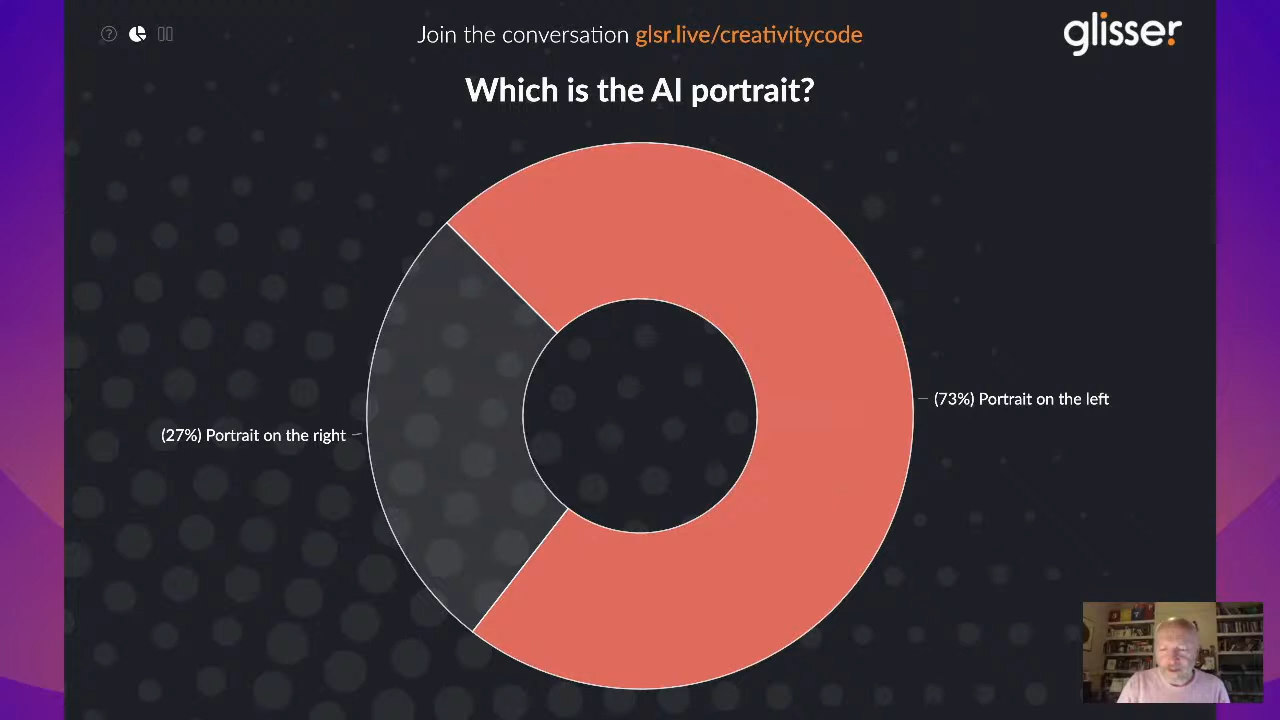 Join the conversation glsr.live/creativitycode
glisser.
Which is the AI portrait?
(73%) Portrait on the left
(27%) Portrait on the right